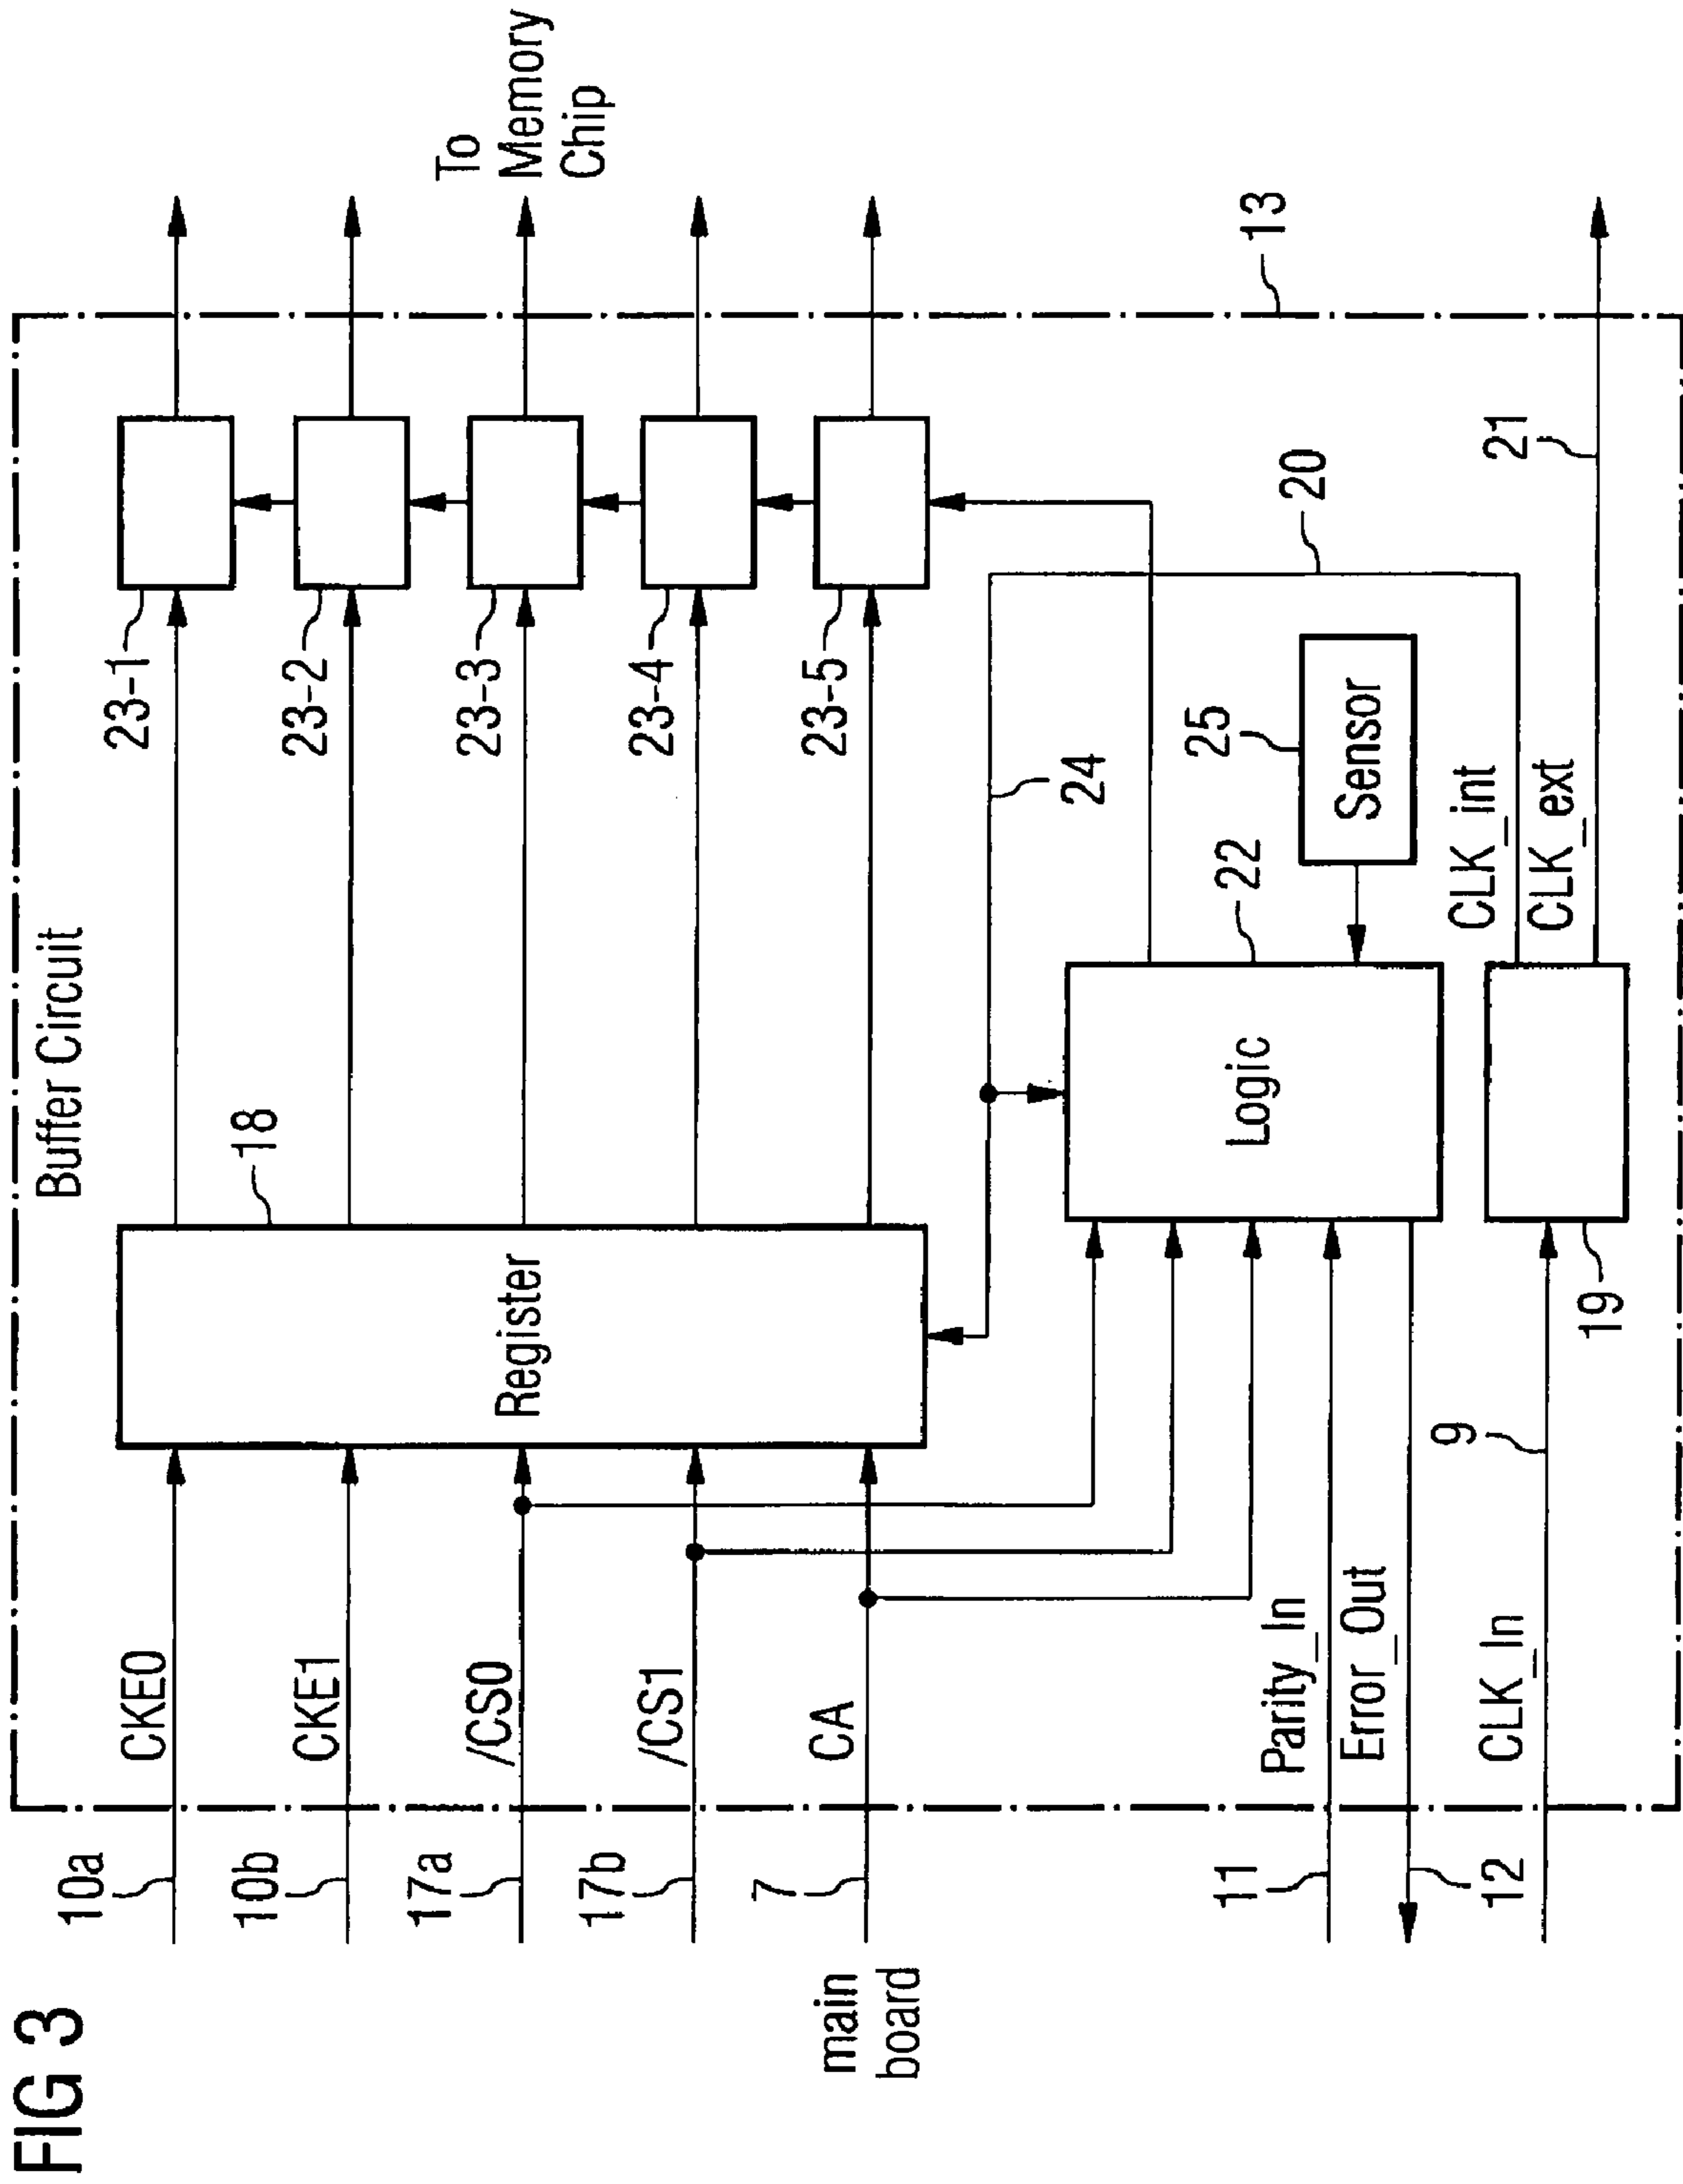 FIG 3
Buffer Circuit
10a
CKE0
18
23-1
10b
CKE1
23-2
To
Memory
Chip
17a
/CS0
Register
23-3
17b
/CS1
23-4
main
board
7
CA
23-5
24
11
Parity_In
Logic
22
25
Sensor
20
13
12
Error_Out
9
CLK_In
19
CLK_int
CLK_ext
21